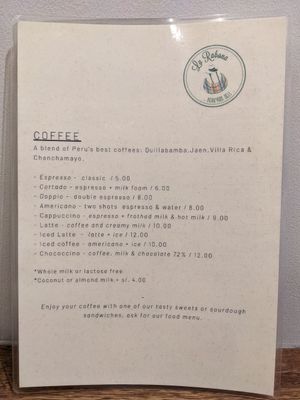 La Rabona
COFFEE
A blend of Peru's best coffees: Quillabamba, Jaen, Villa Rica &
Chanchamayo.
- Espresso - classic / 5.00
- Cortado - espresso + milk foam / 6.00
- Doppio - double espresso / 8.00
- Americano - two shots espresso & water / 8.00
- Cappuccino - espresso + frothed milk & hot milk / 9.00
- Latte - coffee and creamy milk / 10.00
- Iced Latte - latte + ice / 12.00
- Iced coffee - americano + ice / 10.00
- Chococcino - coffee, milk & chocolate 72% / 12.00
*Whole milk or lactose free
*Coconut or almond milk + s/. 4.00
-
Enjoy your coffee with one of our tasty sweets or sourdough
sandwiches, ask for our food menu.